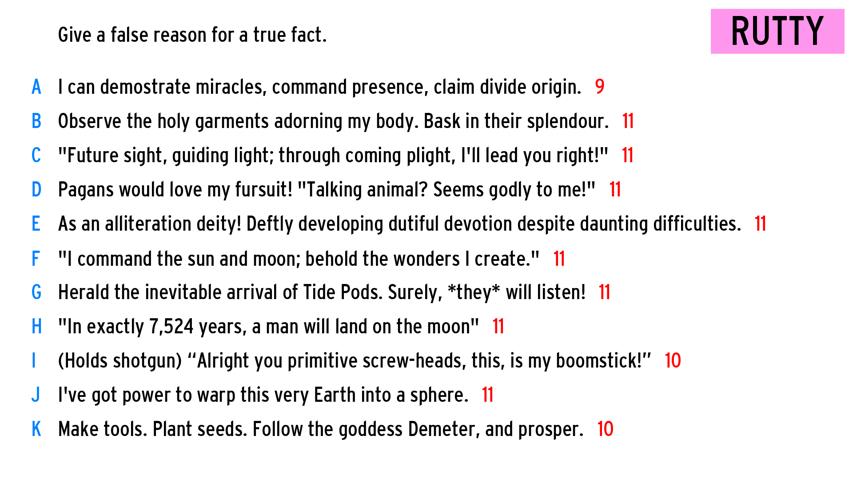 Give a false reason for a true fact.
RUTTY
A I can demostrate miracles, command presence, claim divide origin. 9
B Observe the holy garments adorning my body. Bask in their splendour. 11
C "Future sight, guiding light; through coming plight, I'll lead you right!" 11
D Pagans would love my fursuit! "Talking animal? Seems godly to me!" 11
E As an alliteration deity! Deftly developing dutiful devotion despite daunting difficulties. 11
F "I command the sun and moon; behold the wonders I create." 11
G Herald the inevitable arrival of Tide Pods. Surely, *they* will listen! 11
H "In exactly 7,524 years, a man will land on the moon" 11
I (Holds shotgun) “Alright you primitive screw-heads, this, is my boomstick!” 10
J I've got power to warp this very Earth into a sphere. 11
K Make tools. Plant seeds. Follow the goddess Demeter, and prosper. 10